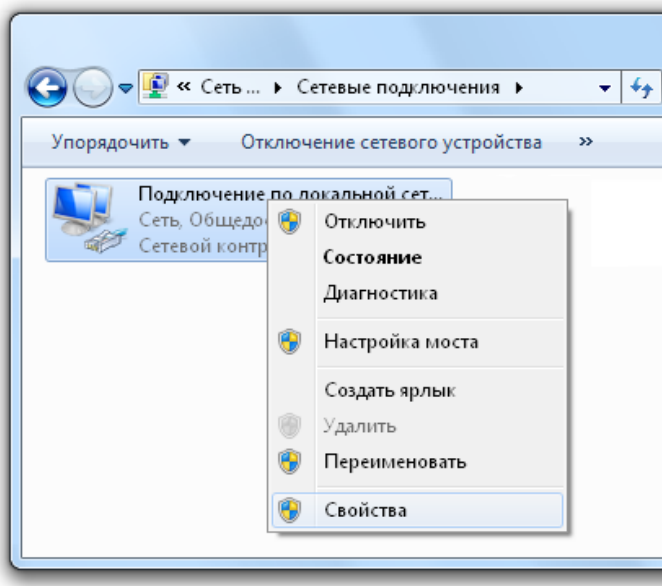 « Сеть ... ▸ Сетевые подключения ▸
Упорядочить ▾ Отключение сетевого устройства »
Подключение по локальной сет...
Сеть, Общедо
Сетевой контр
Отключить
Состояние
Диагностика
Настройка моста
Создать ярлык
Удалить
Переименовать
Свойства